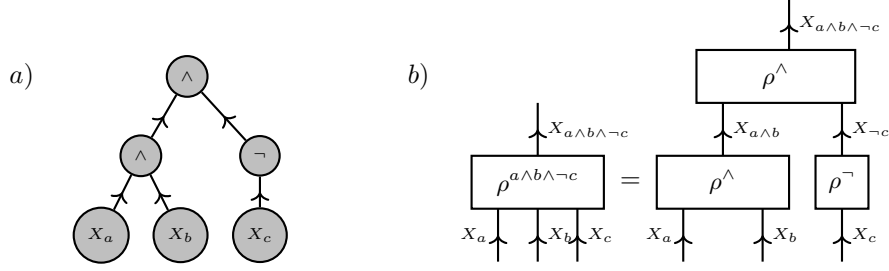 a)
∧
∧ ¬
X_a X_b X_c
b)
X_{a∧b∧¬c}
ρ^∧
X_{a∧b∧¬c} X_{a∧b} X_{¬c}
ρ^{a∧b∧¬c} = ρ^∧ ρ^¬
X_a X_b X_c X_a X_b X_c